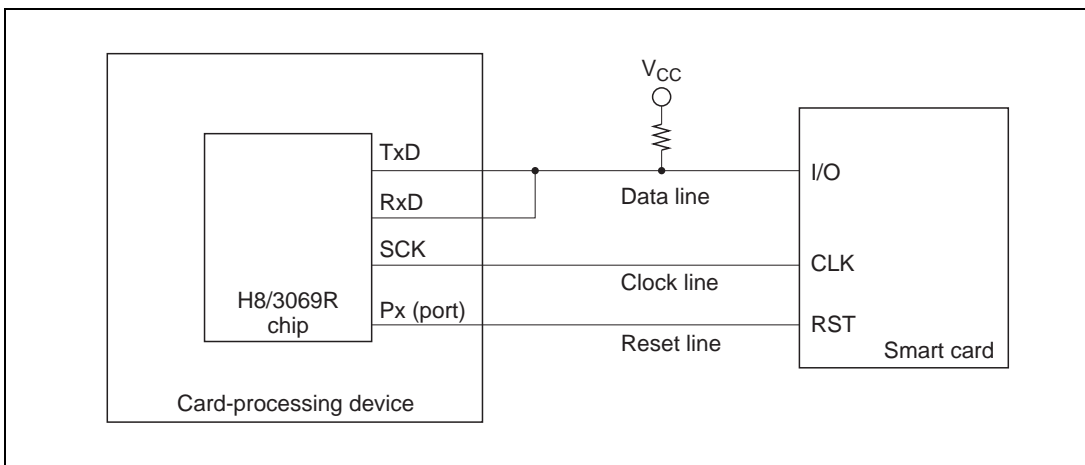 V_CC
TxD
RxD
SCK
Px (port)
H8/3069R
chip
Card-processing device
Data line
Clock line
Reset line
I/O
CLK
RST
Smart card